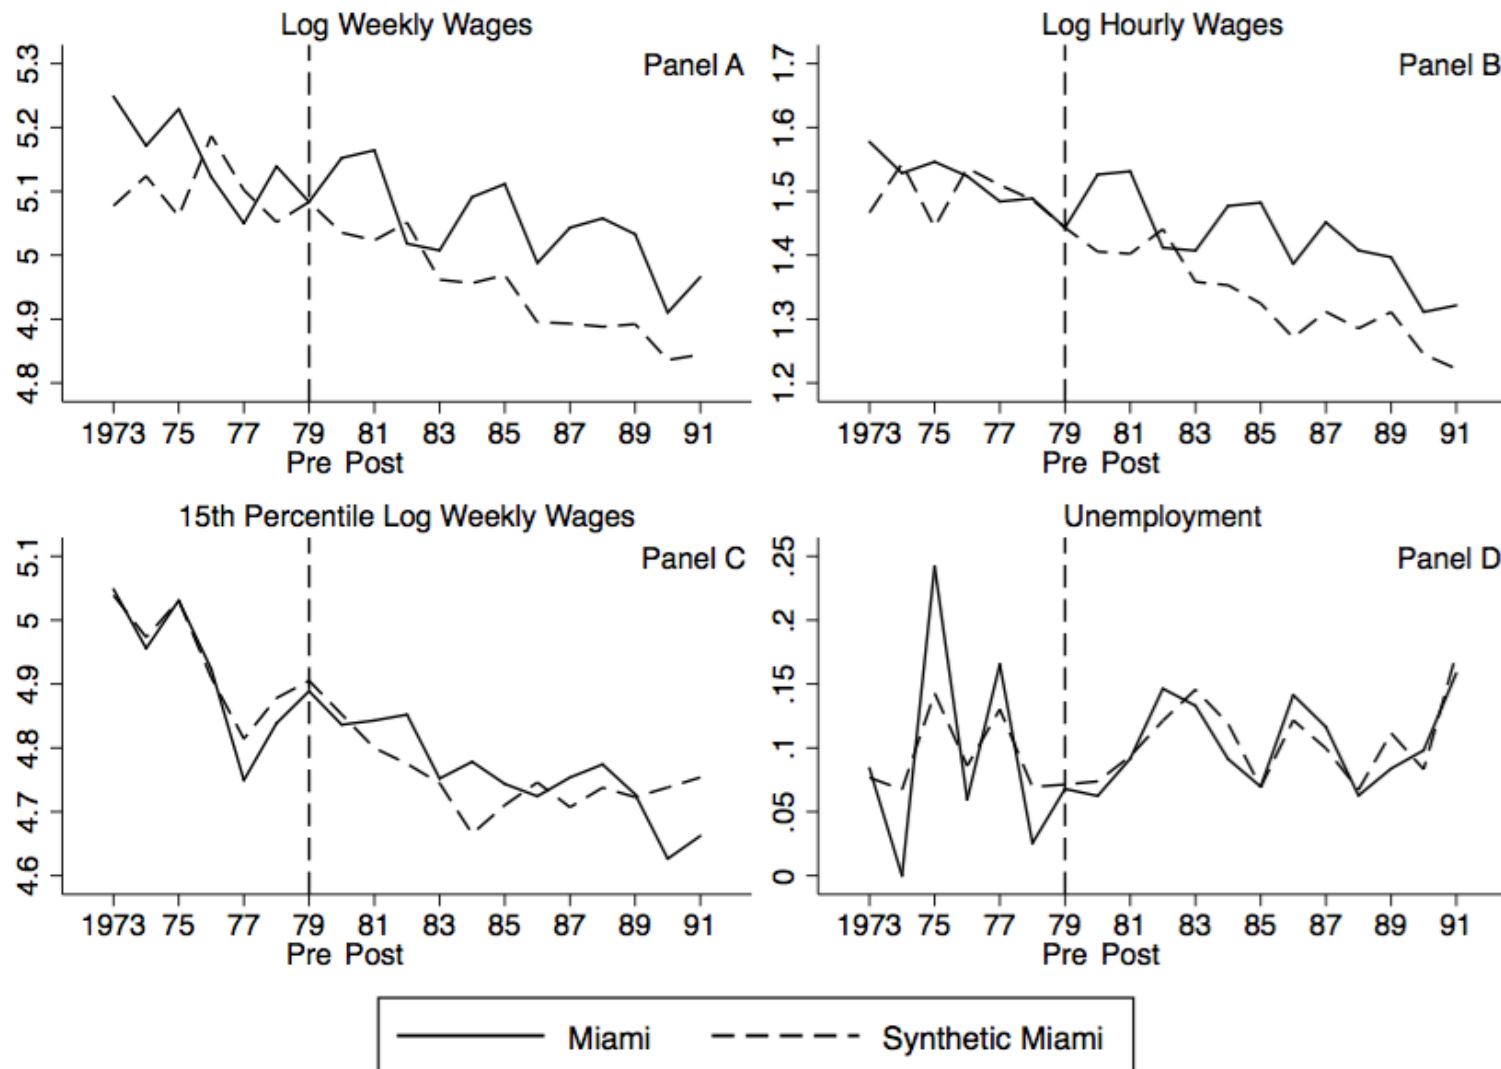 Log Weekly Wages
Panel A
5.3
5.2
5.1
5
4.9
4.8
1973 75 77 79 81 83 85 87 89 91
Pre Post
Log Hourly Wages
Panel B
1.7
1.6
1.5
1.4
1.3
1.2
1973 75 77 79 81 83 85 87 89 91
Pre Post
15th Percentile Log Weekly Wages
Panel C
5.1
5
4.9
4.8
4.7
4.6
1973 75 77 79 81 83 85 87 89 91
Pre Post
Unemployment
Panel D
.25
.2
.15
.1
.05
0
1973 75 77 79 81 83 85 87 89 91
Pre Post
Miami
Synthetic Miami